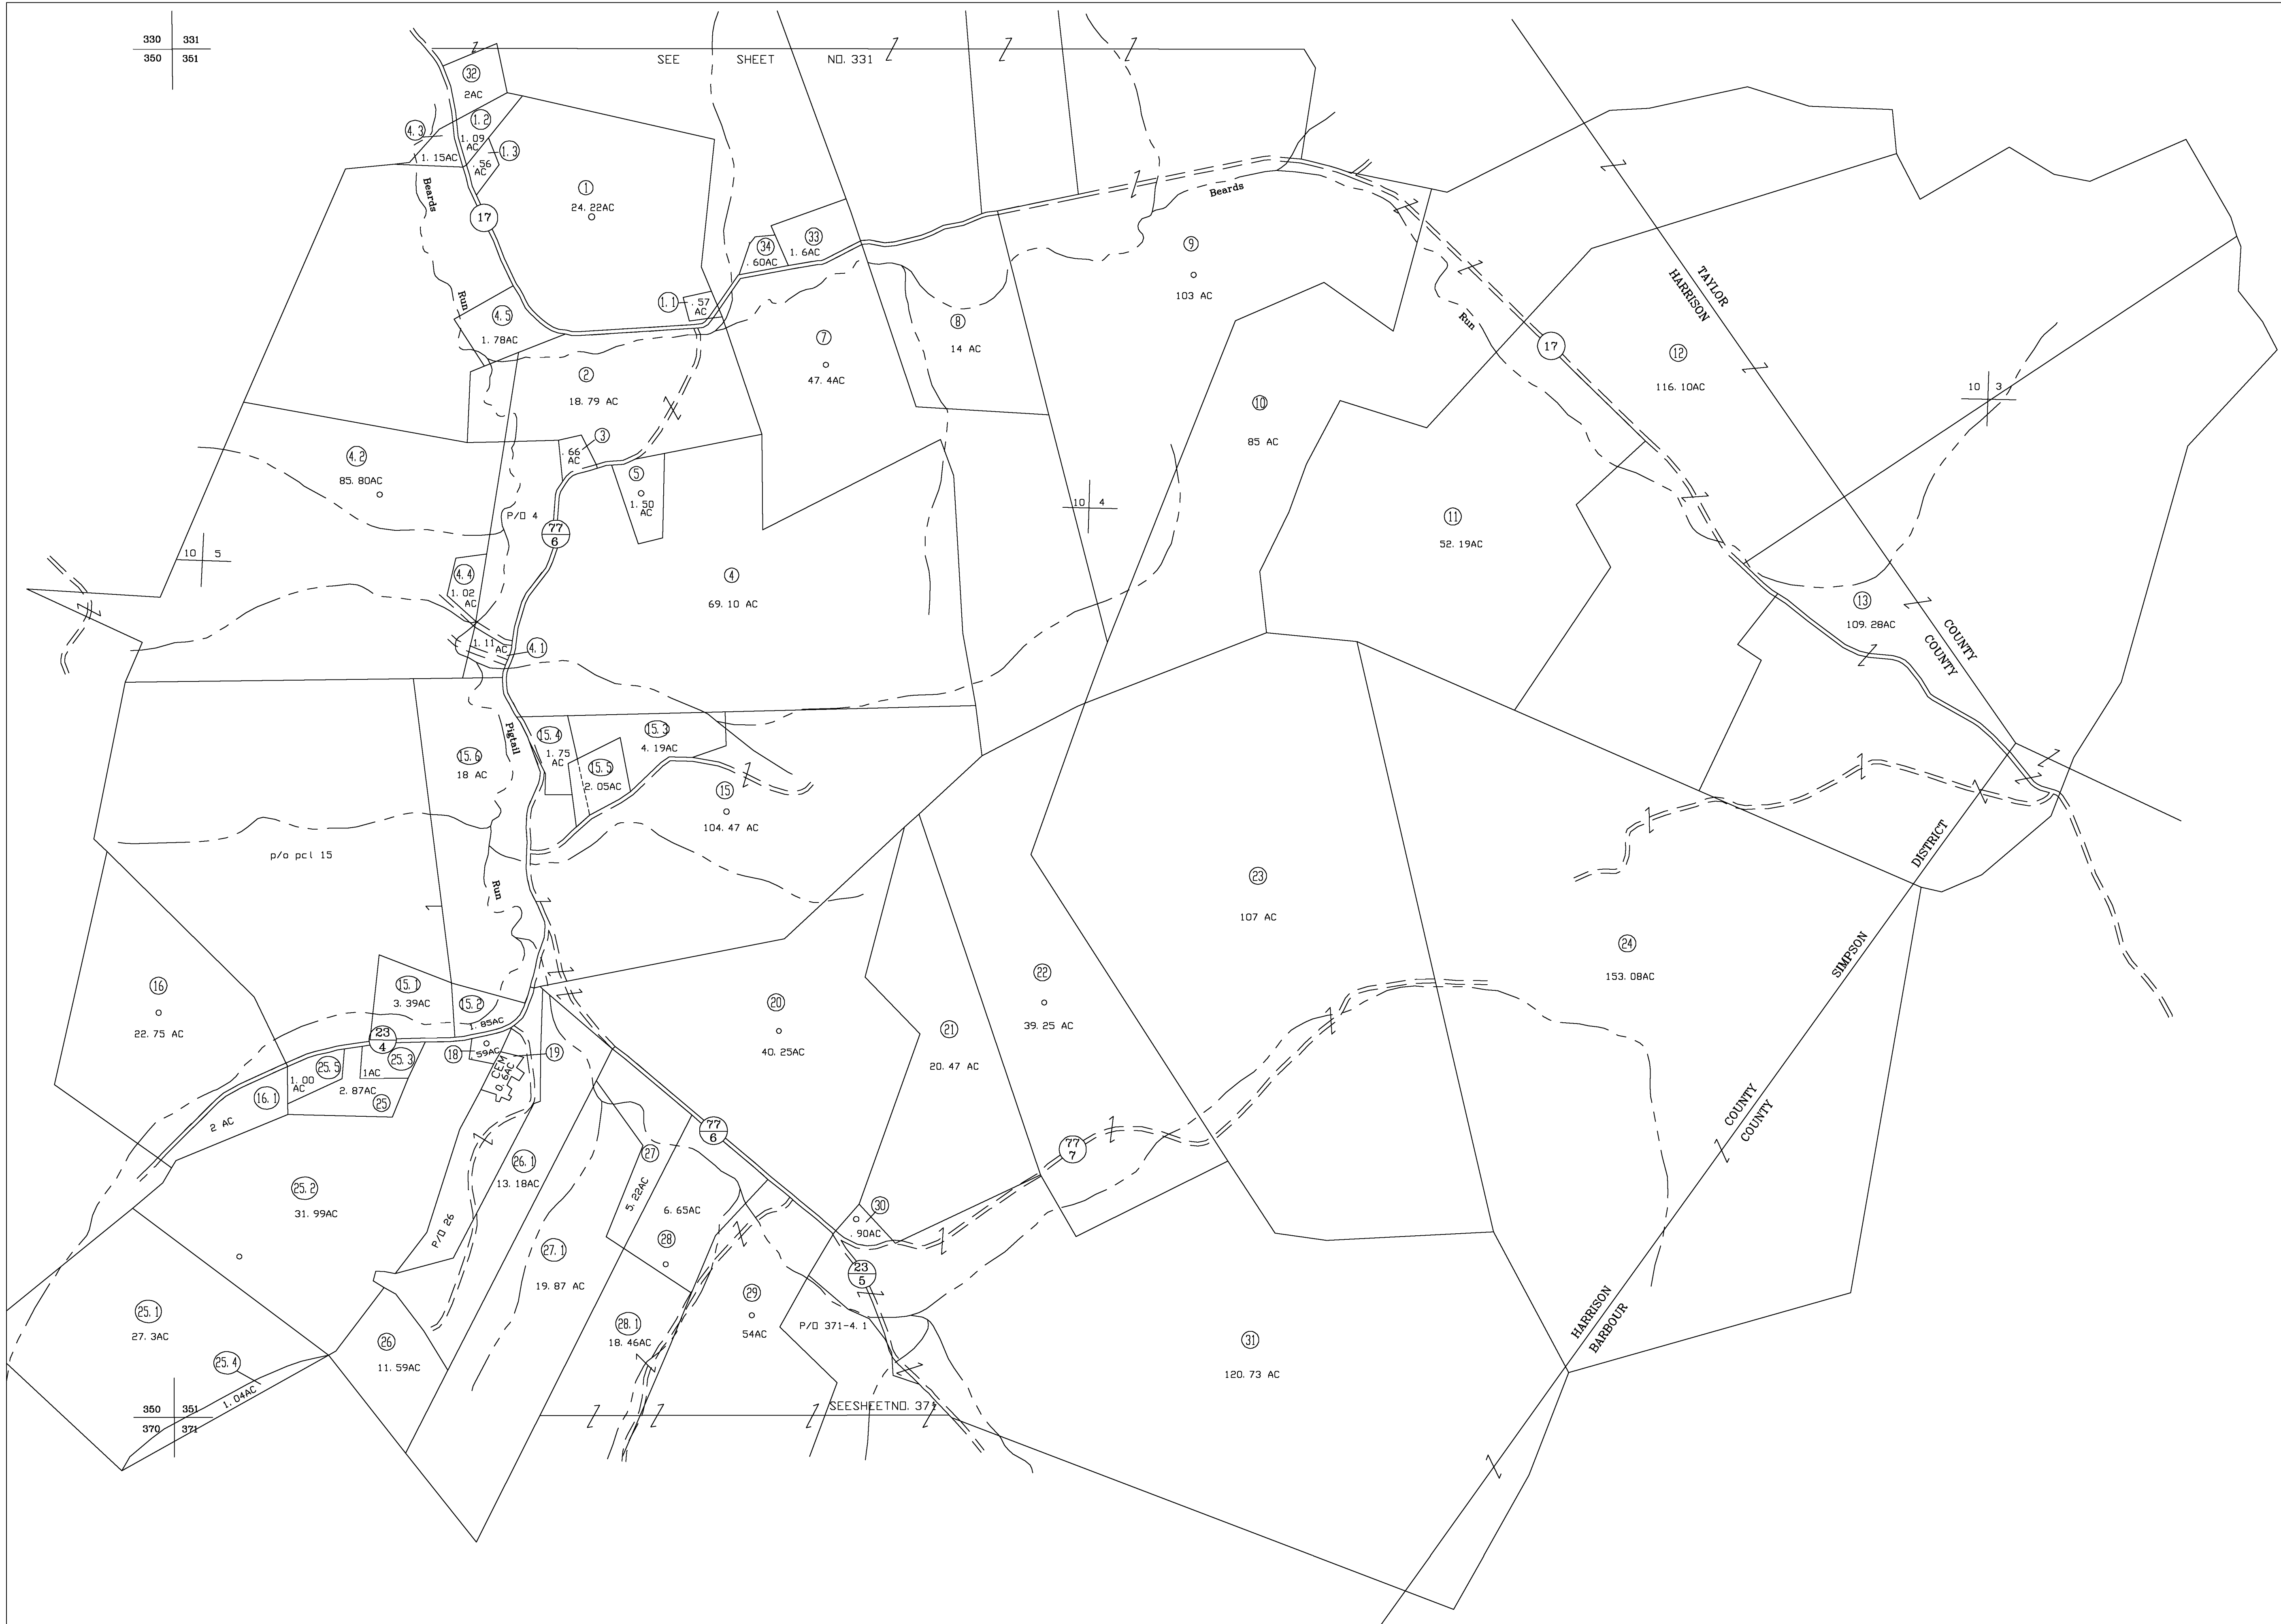 330 331
350 351
SEE SHEET NO. 331
32
2AC
1. 2
1. 09
AC
4. 3
1. 15AC
1. 3
. 56
AC
Beards
Run
17
1
24. 22AC
33
1. 6AC
34
. 60AC
1. 1
. 57
AC
4. 5
1. 78AC
2
18. 79 AC
7
47. 4AC
8
14 AC
9
103 AC
Beards
Run
10
85 AC
17
TAYLOR
HARRISON
12
116. 10AC
10 3
3
. 66
AC
5
1. 50
AC
4. 2
85. 80AC
P/O 4
77
6
10 5
10 4
11
52. 19AC
4. 4
1. 02
AC
4
69. 10 AC
1. 11
AC
4. 1
13
109. 28AC
COUNTY
COUNTY
Pigtail
Run
15. 6
18 AC
15. 4
1. 75
AC
15. 3
4. 19AC
15. 5
2. 05AC
15
104. 47 AC
p/o pcl 15
23
107 AC
24
153. 08AC
DISTRICT
SIMPSON
16
22. 75 AC
15. 1
3. 39AC
15. 2
1. 85AC
23
4
18
. 59AC
19
CEM
0. 6AC
25. 3
1AC
25. 5
1. 00
AC
2. 87AC
25
16. 1
2 AC
20
40. 25AC
21
20. 47 AC
22
39. 25 AC
77
6
77
7
COUNTY
COUNTY
25. 2
31. 99AC
P/O 26
26. 1
13. 18AC
27
5. 22AC
6. 65AC
28
30
. 90AC
23
5
27. 1
19. 87 AC
29
54AC
28. 1
18. 46AC
P/O 371-4. 1
31
120. 73 AC
HARRISON
BARBOUR
25. 1
27. 3AC
25. 4
1. 04AC
26
11. 59AC
350 351
370 371
SEESHEETNO. 371